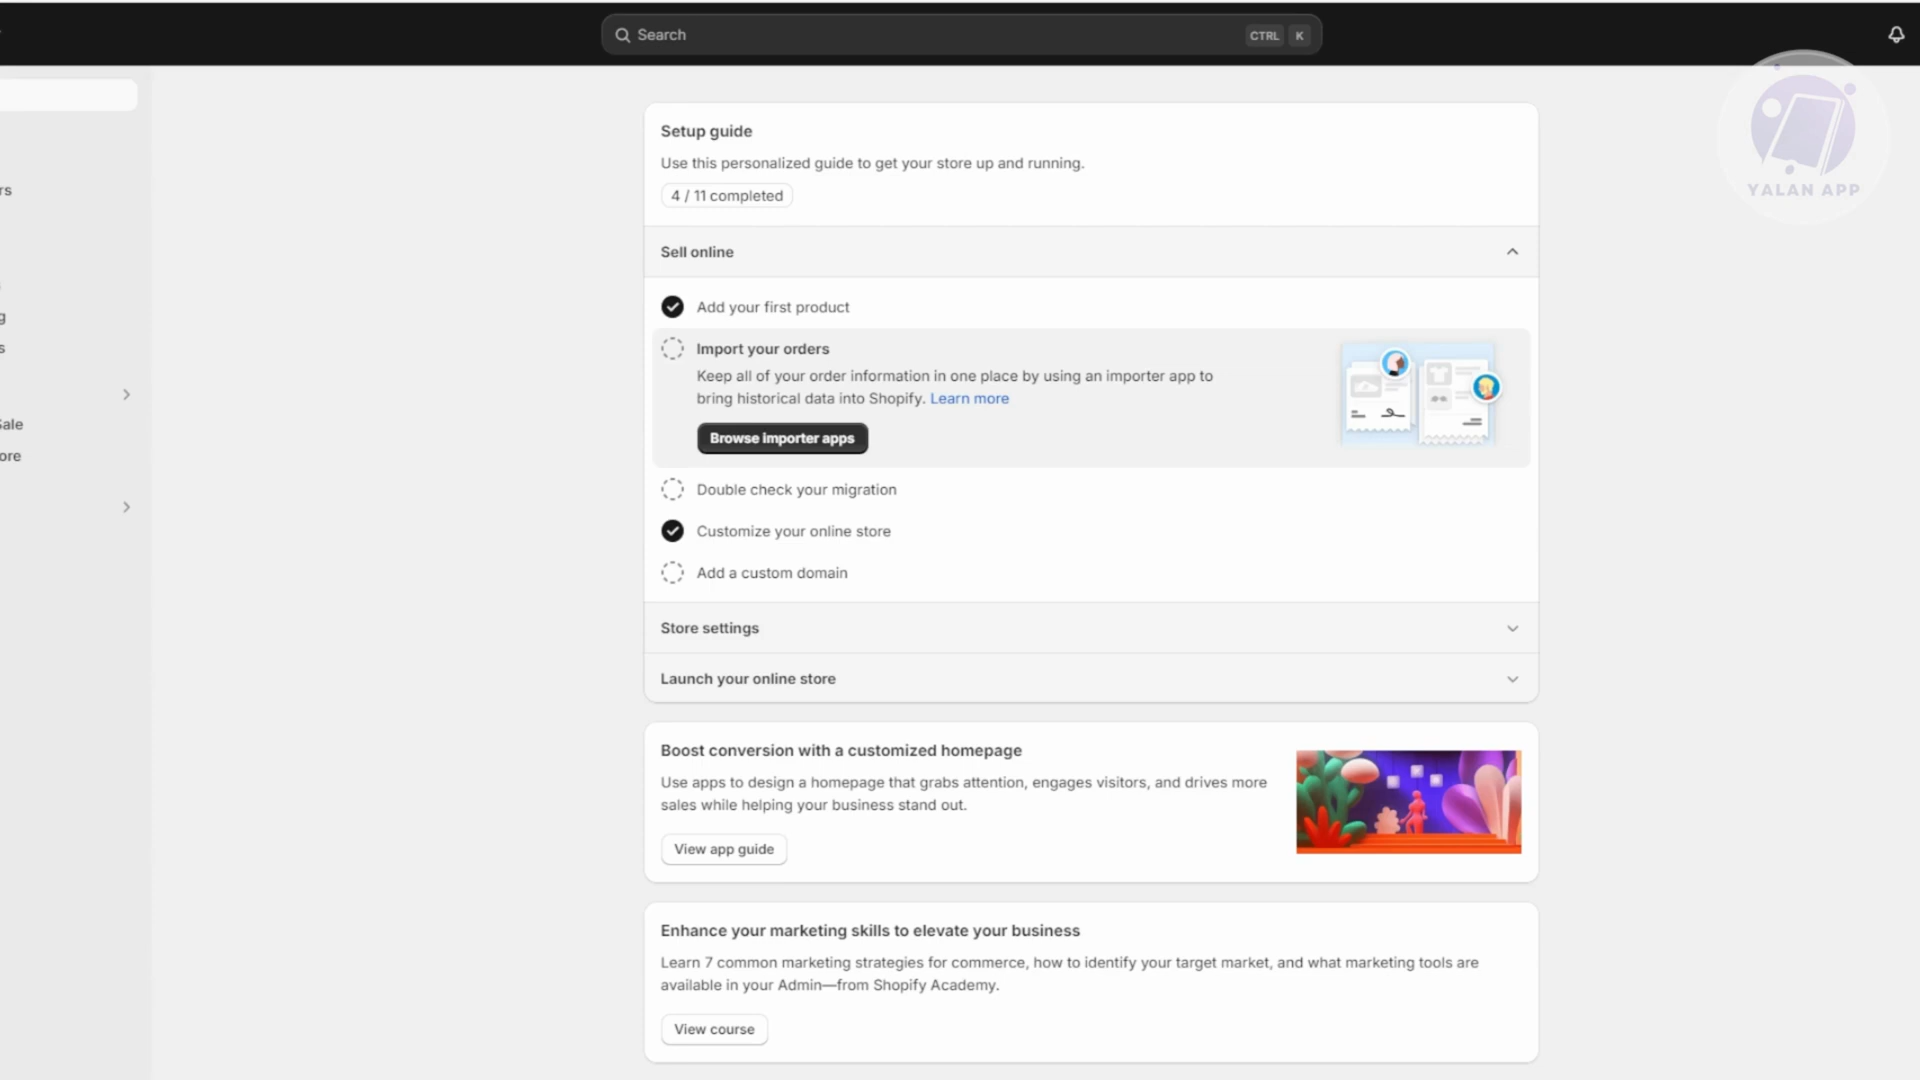 Search
CTRL K
YALAN APP
rs
g
s
Sale
ore
Setup guide
Use this personalized guide to get your store up and running.
4 / 11 completed
Sell online
Add your first product
Import your orders
Keep all of your order information in one place by using an importer app to
bring historical data into Shopify. Learn more
Browse importer apps
Double check your migration
Customize your online store
Add a custom domain
Store settings
Launch your online store
Boost conversion with a customized homepage
Use apps to design a homepage that grabs attention, engages visitors, and drives more
sales while helping your business stand out.
View app guide
Enhance your marketing skills to elevate your business
Learn 7 common marketing strategies for commerce, how to identify your target market, and what marketing tools are
available in your Admin—from Shopify Academy.
View course